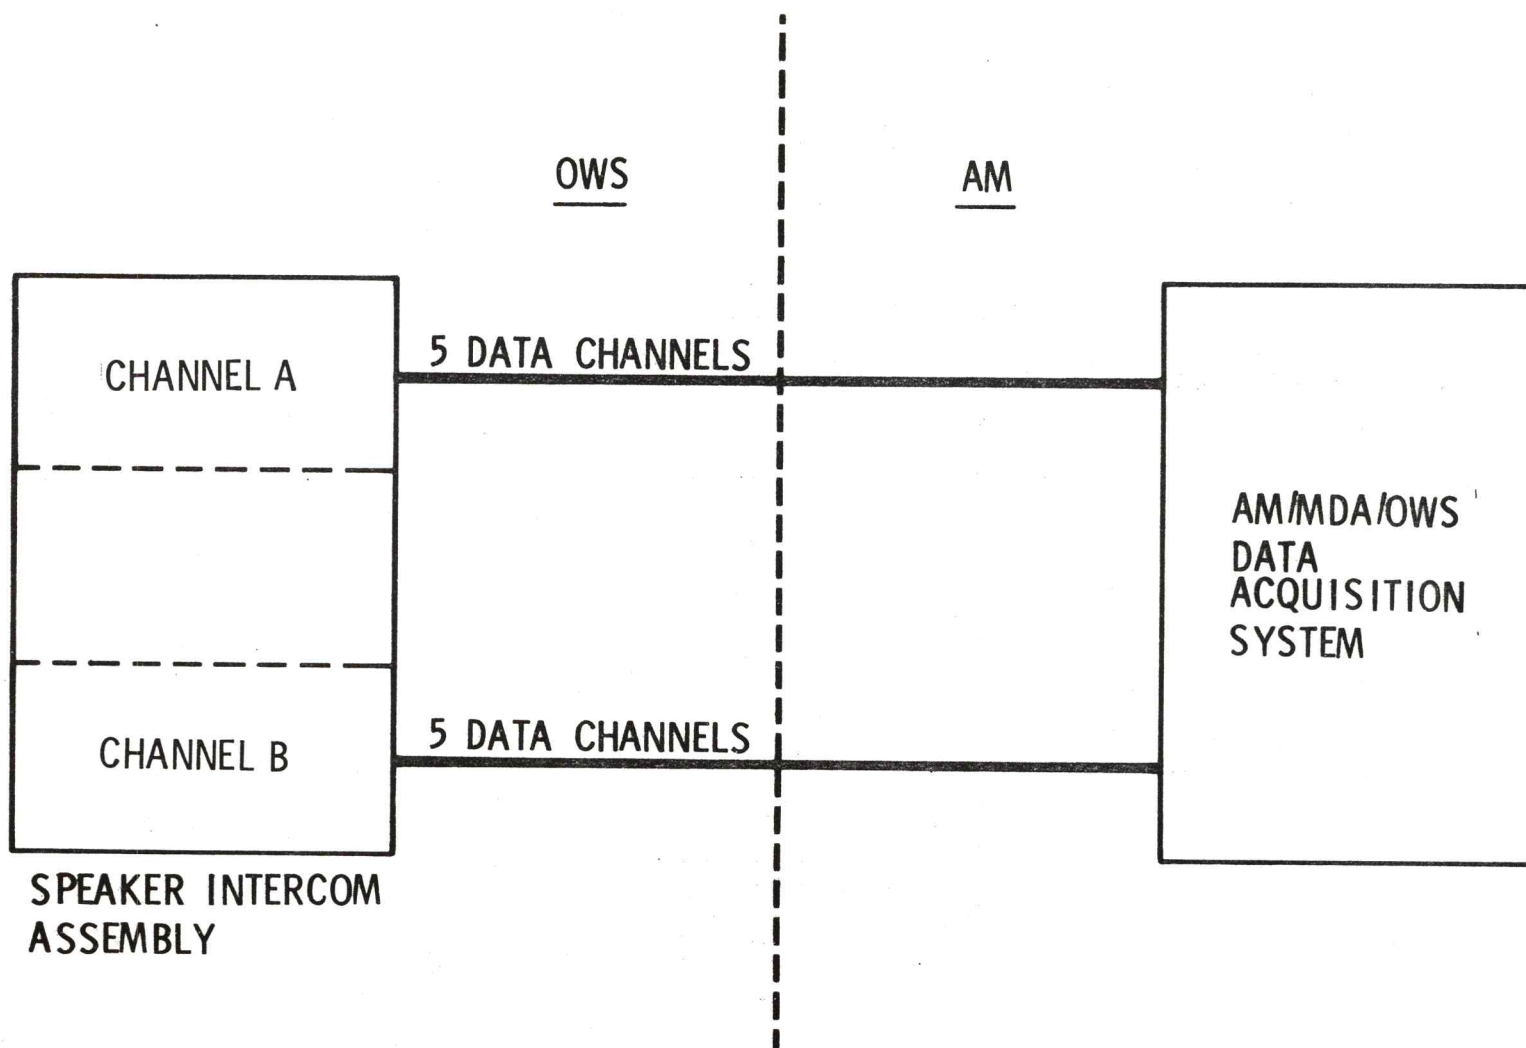 OWS
AM
5 DATA CHANNELS
CHANNEL A
AM/MDA/OWS
DATA
ACQUISITION
SYSTEM
5 DATA CHANNELS
CHANNEL B
SPEAKER INTERCOM
ASSEMBLY